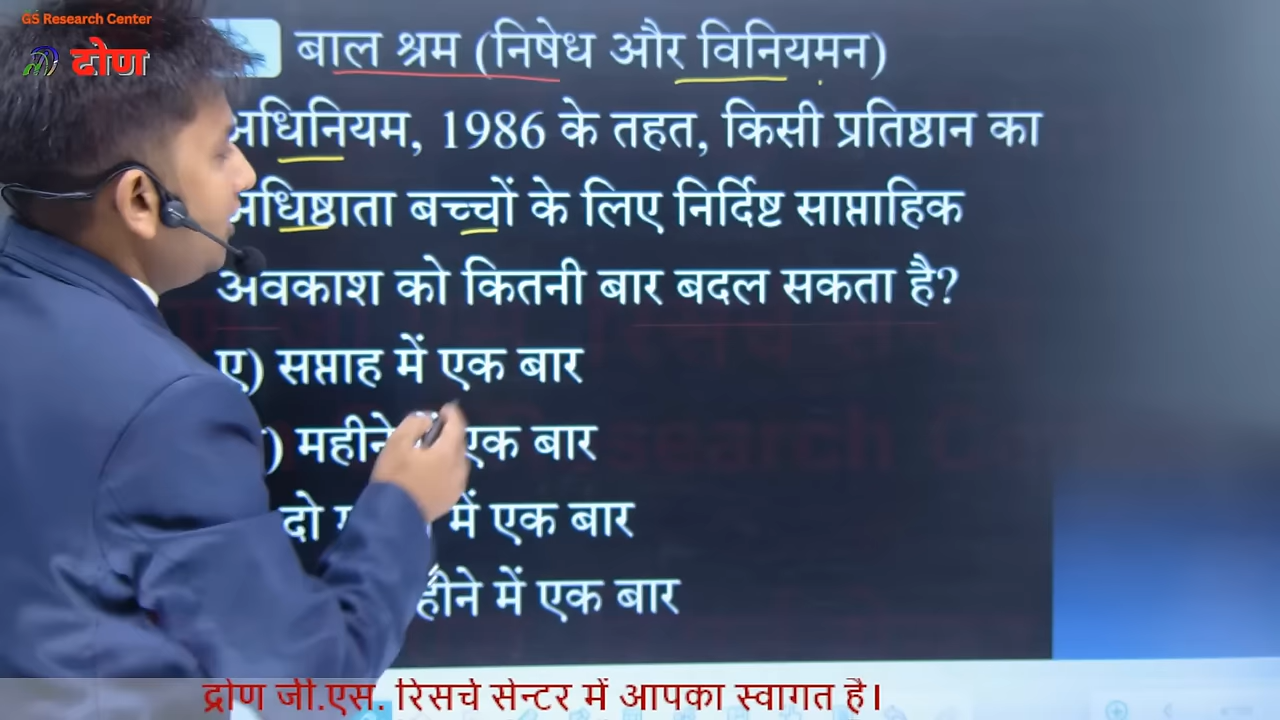 GS Research Center
द्रोण
बाल श्रम (निषेध और विनियमन)
अधिनियम, 1986 के तहत, किसी प्रतिष्ठान का
अधिष्ठाता बच्चों के लिए निर्दिष्ट साप्ताहिक
अवकाश को कितनी बार बदल सकता है?
ए) सप्ताह में एक बार
) महीने एक बार
दो में एक बार
में एक बार
द्रोण जी.एस. रिसर्च सेन्टर में आपका स्वागत है।